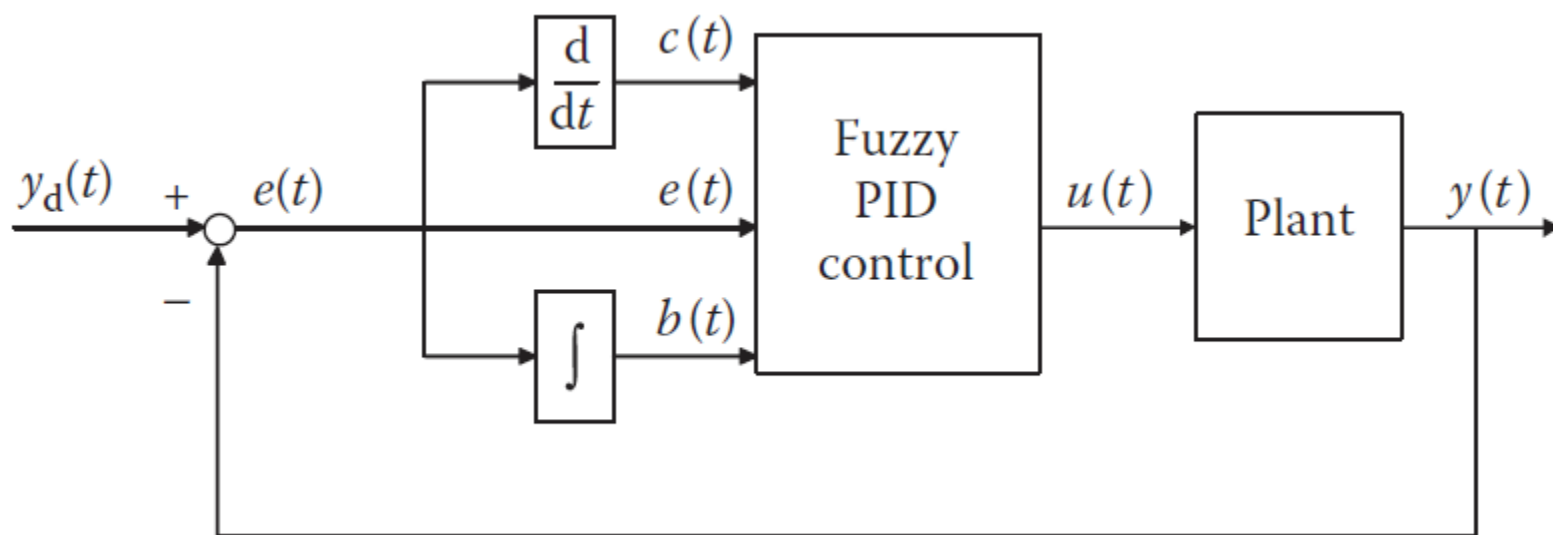 d
dt
c(t)
y_d(t)
+
e(t)
e(t)
Fuzzy
PID
control
u(t)
Plant
y(t)
−
∫
b(t)